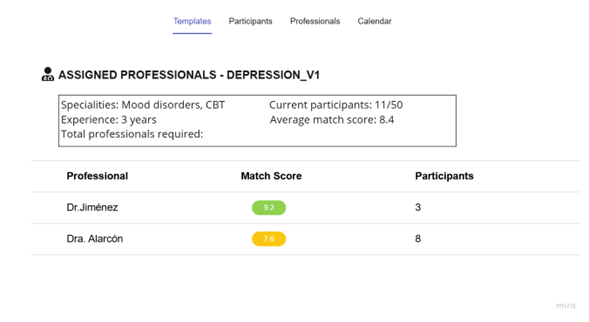 Templates Participants Professionals Calendar
ASSIGNED PROFESSIONALS - DEPRESSION_V1
Specialities: Mood disorders, CBT Current participants: 11/50
Experience: 3 years Average match score: 8.4
Total professionals required:
Professional Match Score Participants
Dr.Jiménez 9.2 3
Dra. Alarcón 7.6 8
miro